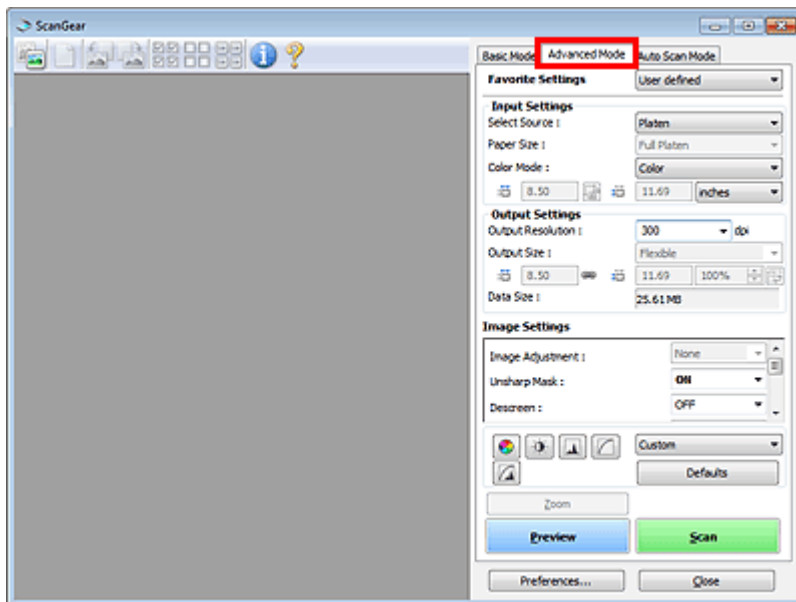 ScanGear
Basic Mode Advanced Mode Auto Scan Mode
Favorite Settings User defined
Input Settings
Select Source : Platen
Paper Size : Full Platen
Color Mode : Color
8.50 11.69 inches
Output Settings
Output Resolution : 300 dpi
Output Size : Flexible
8.50 11.69 100%
Data Size : 25.61 MB
Image Settings
Image Adjustment : None
Unsharp Mask : ON
Descreen : OFF
Custom
Defaults
Zoom
Preview Scan
Preferences... Close